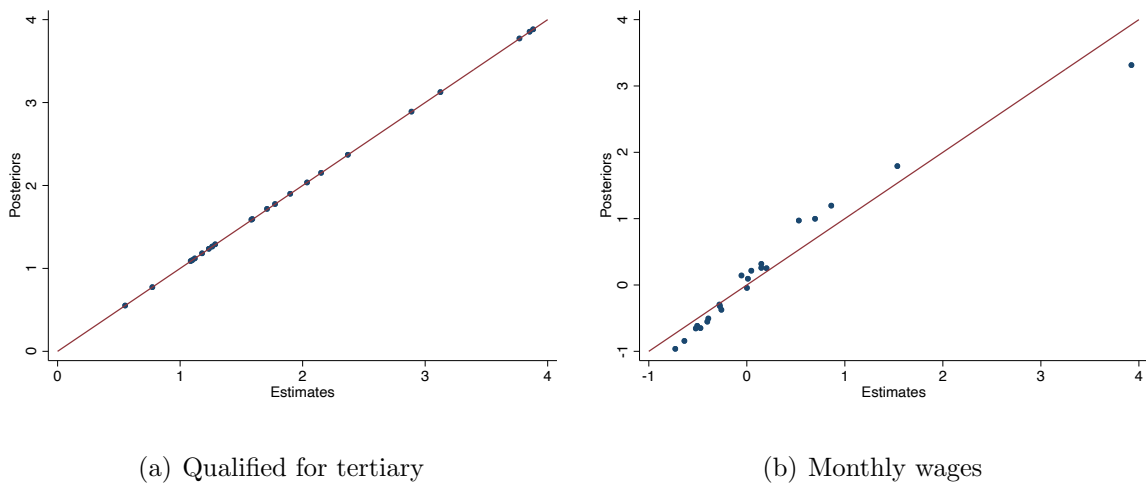 4
3
2
1
0
Posteriors
0 1 2 3 4
Estimates
(a) Qualified for tertiary
4
3
2
1
0
-1
Posteriors
-1 0 1 2 3 4
Estimates
(b) Monthly wages